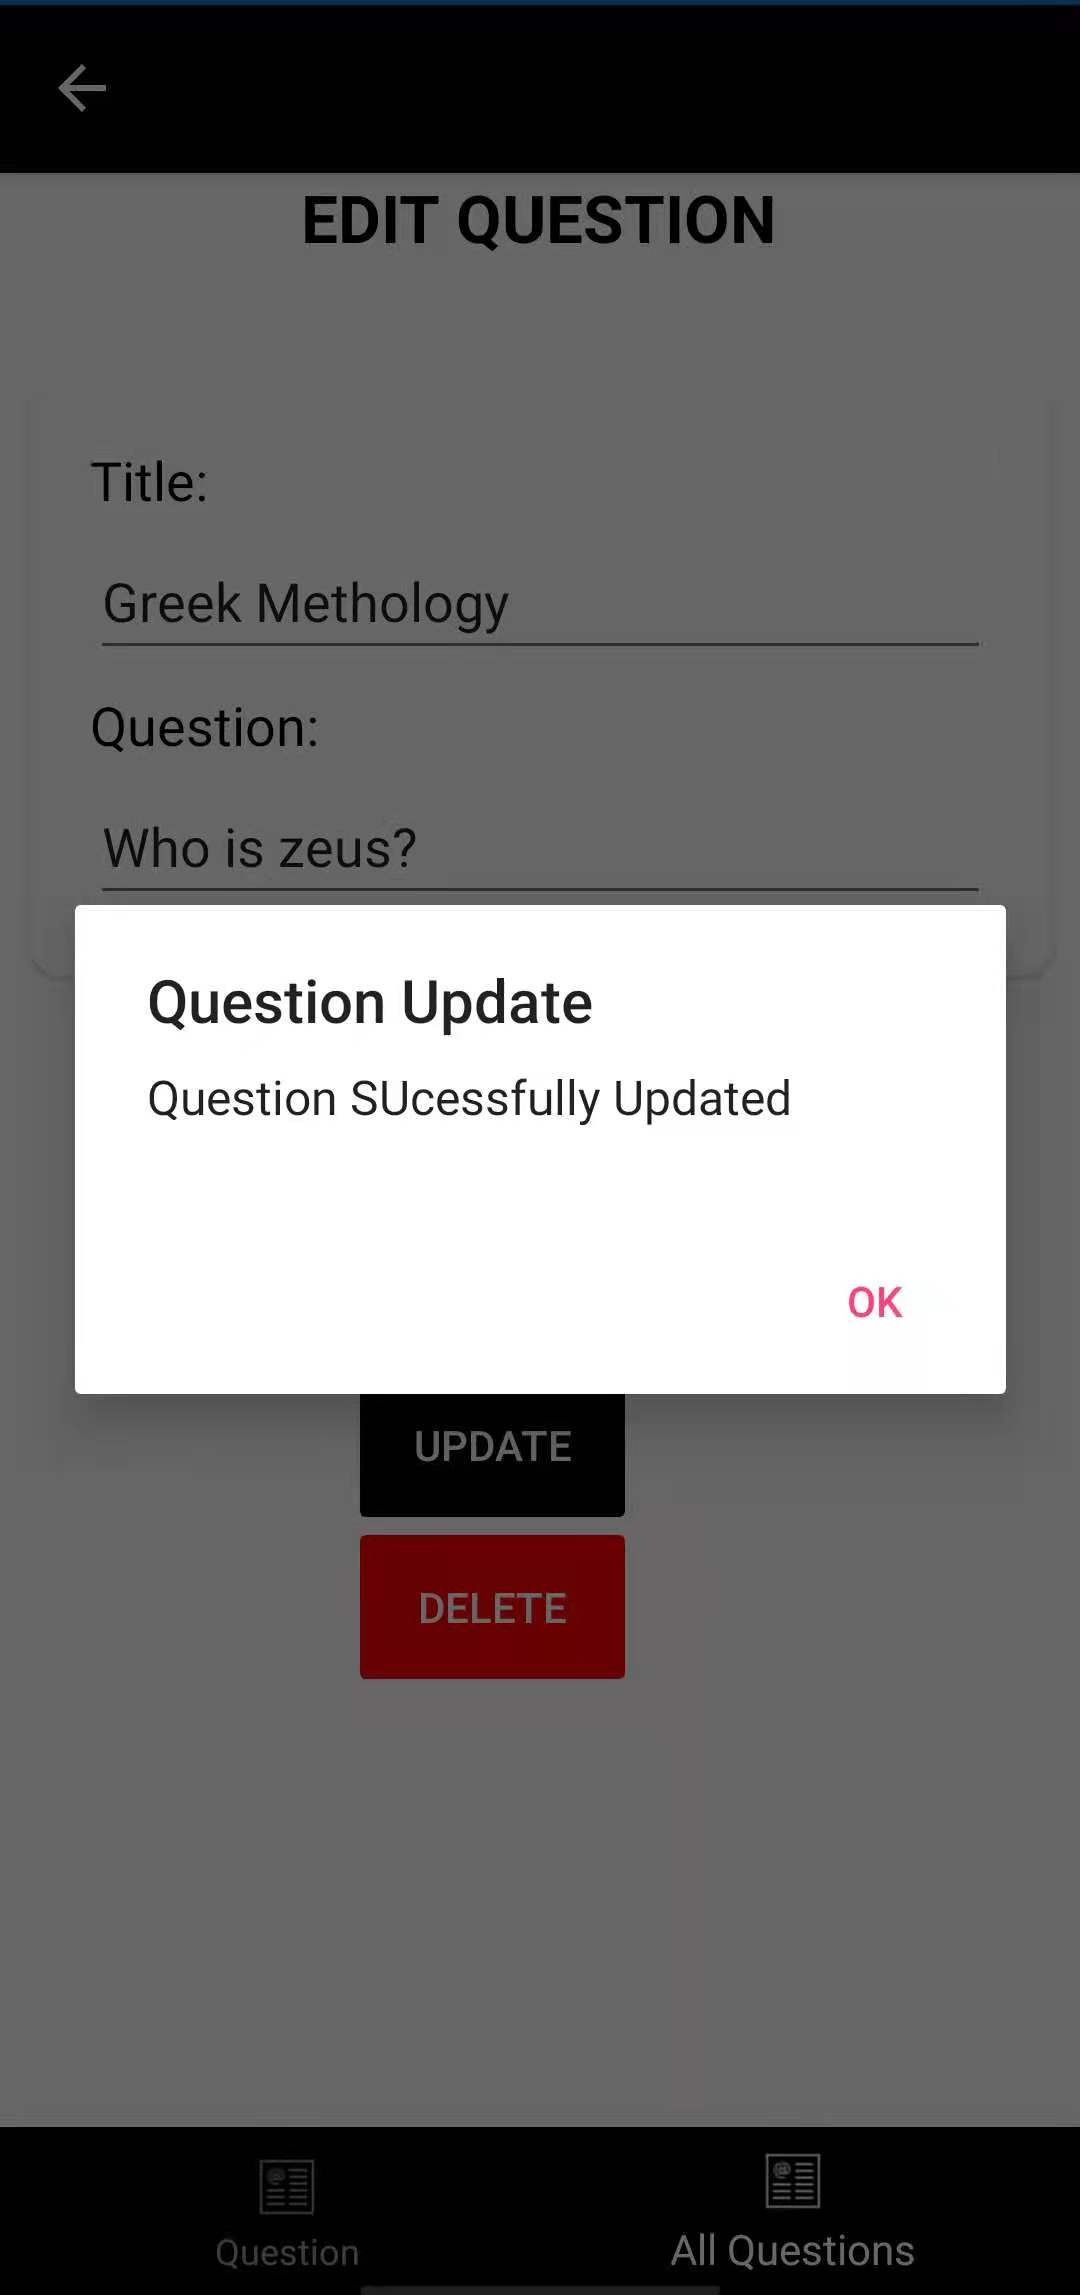 EDIT QUESTION
Title:
Greek Methology
Question:
Who is zeus?
Question Update
Question SUcessfully Updated
OK
UPDATE
DELETE
Question
All Questions